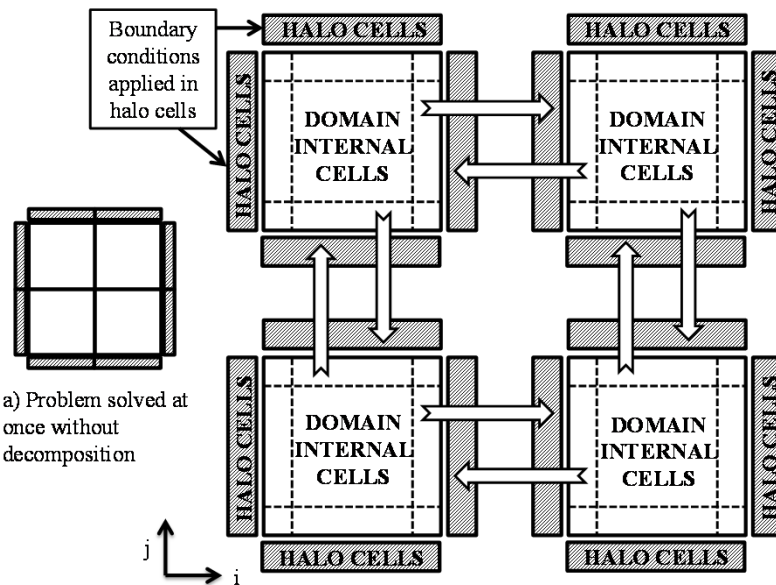 Boundary
conditions
applied in
halo cells
HALO CELLS
HALO CELLS
HALO CELLS
DOMAIN
INTERNAL
CELLS
DOMAIN
INTERNAL
CELLS
HALO CELLS
a) Problem solved at
once without
decomposition
HALO CELLS
DOMAIN
INTERNAL
CELLS
DOMAIN
INTERNAL
CELLS
HALO CELLS
HALO CELLS
HALO CELLS
j
i